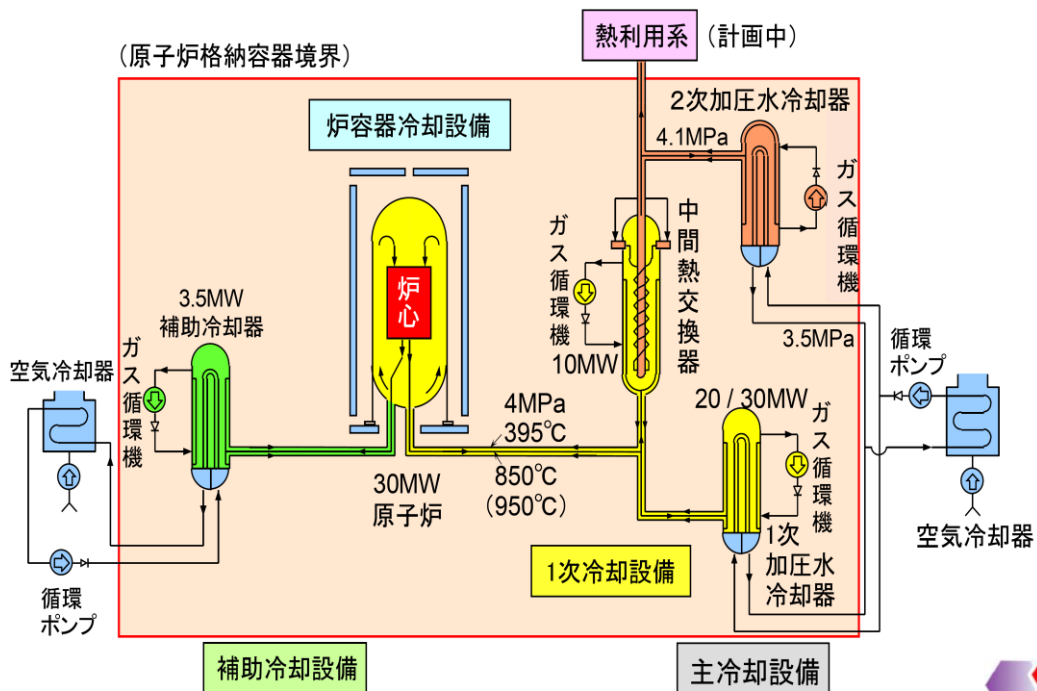 熱利用系 (計画中)
(原子炉格納容器境界)
炉容器冷却設備
2次加圧水冷却器
4.1MPa
ガス循環機
中間熱交換器
ガス循環機
10MW
炉心
3.5MW
補助冷却器
ガス循環機
空気冷却器
循環
ポンプ
3.5MPa
循環
ポンプ
空気冷却器
20 / 30MW
ガス循環機
1次
加圧水
冷却器
4MPa
395℃
850℃
(950℃)
30MW
原子炉
1次冷却設備
補助冷却設備
主冷却設備